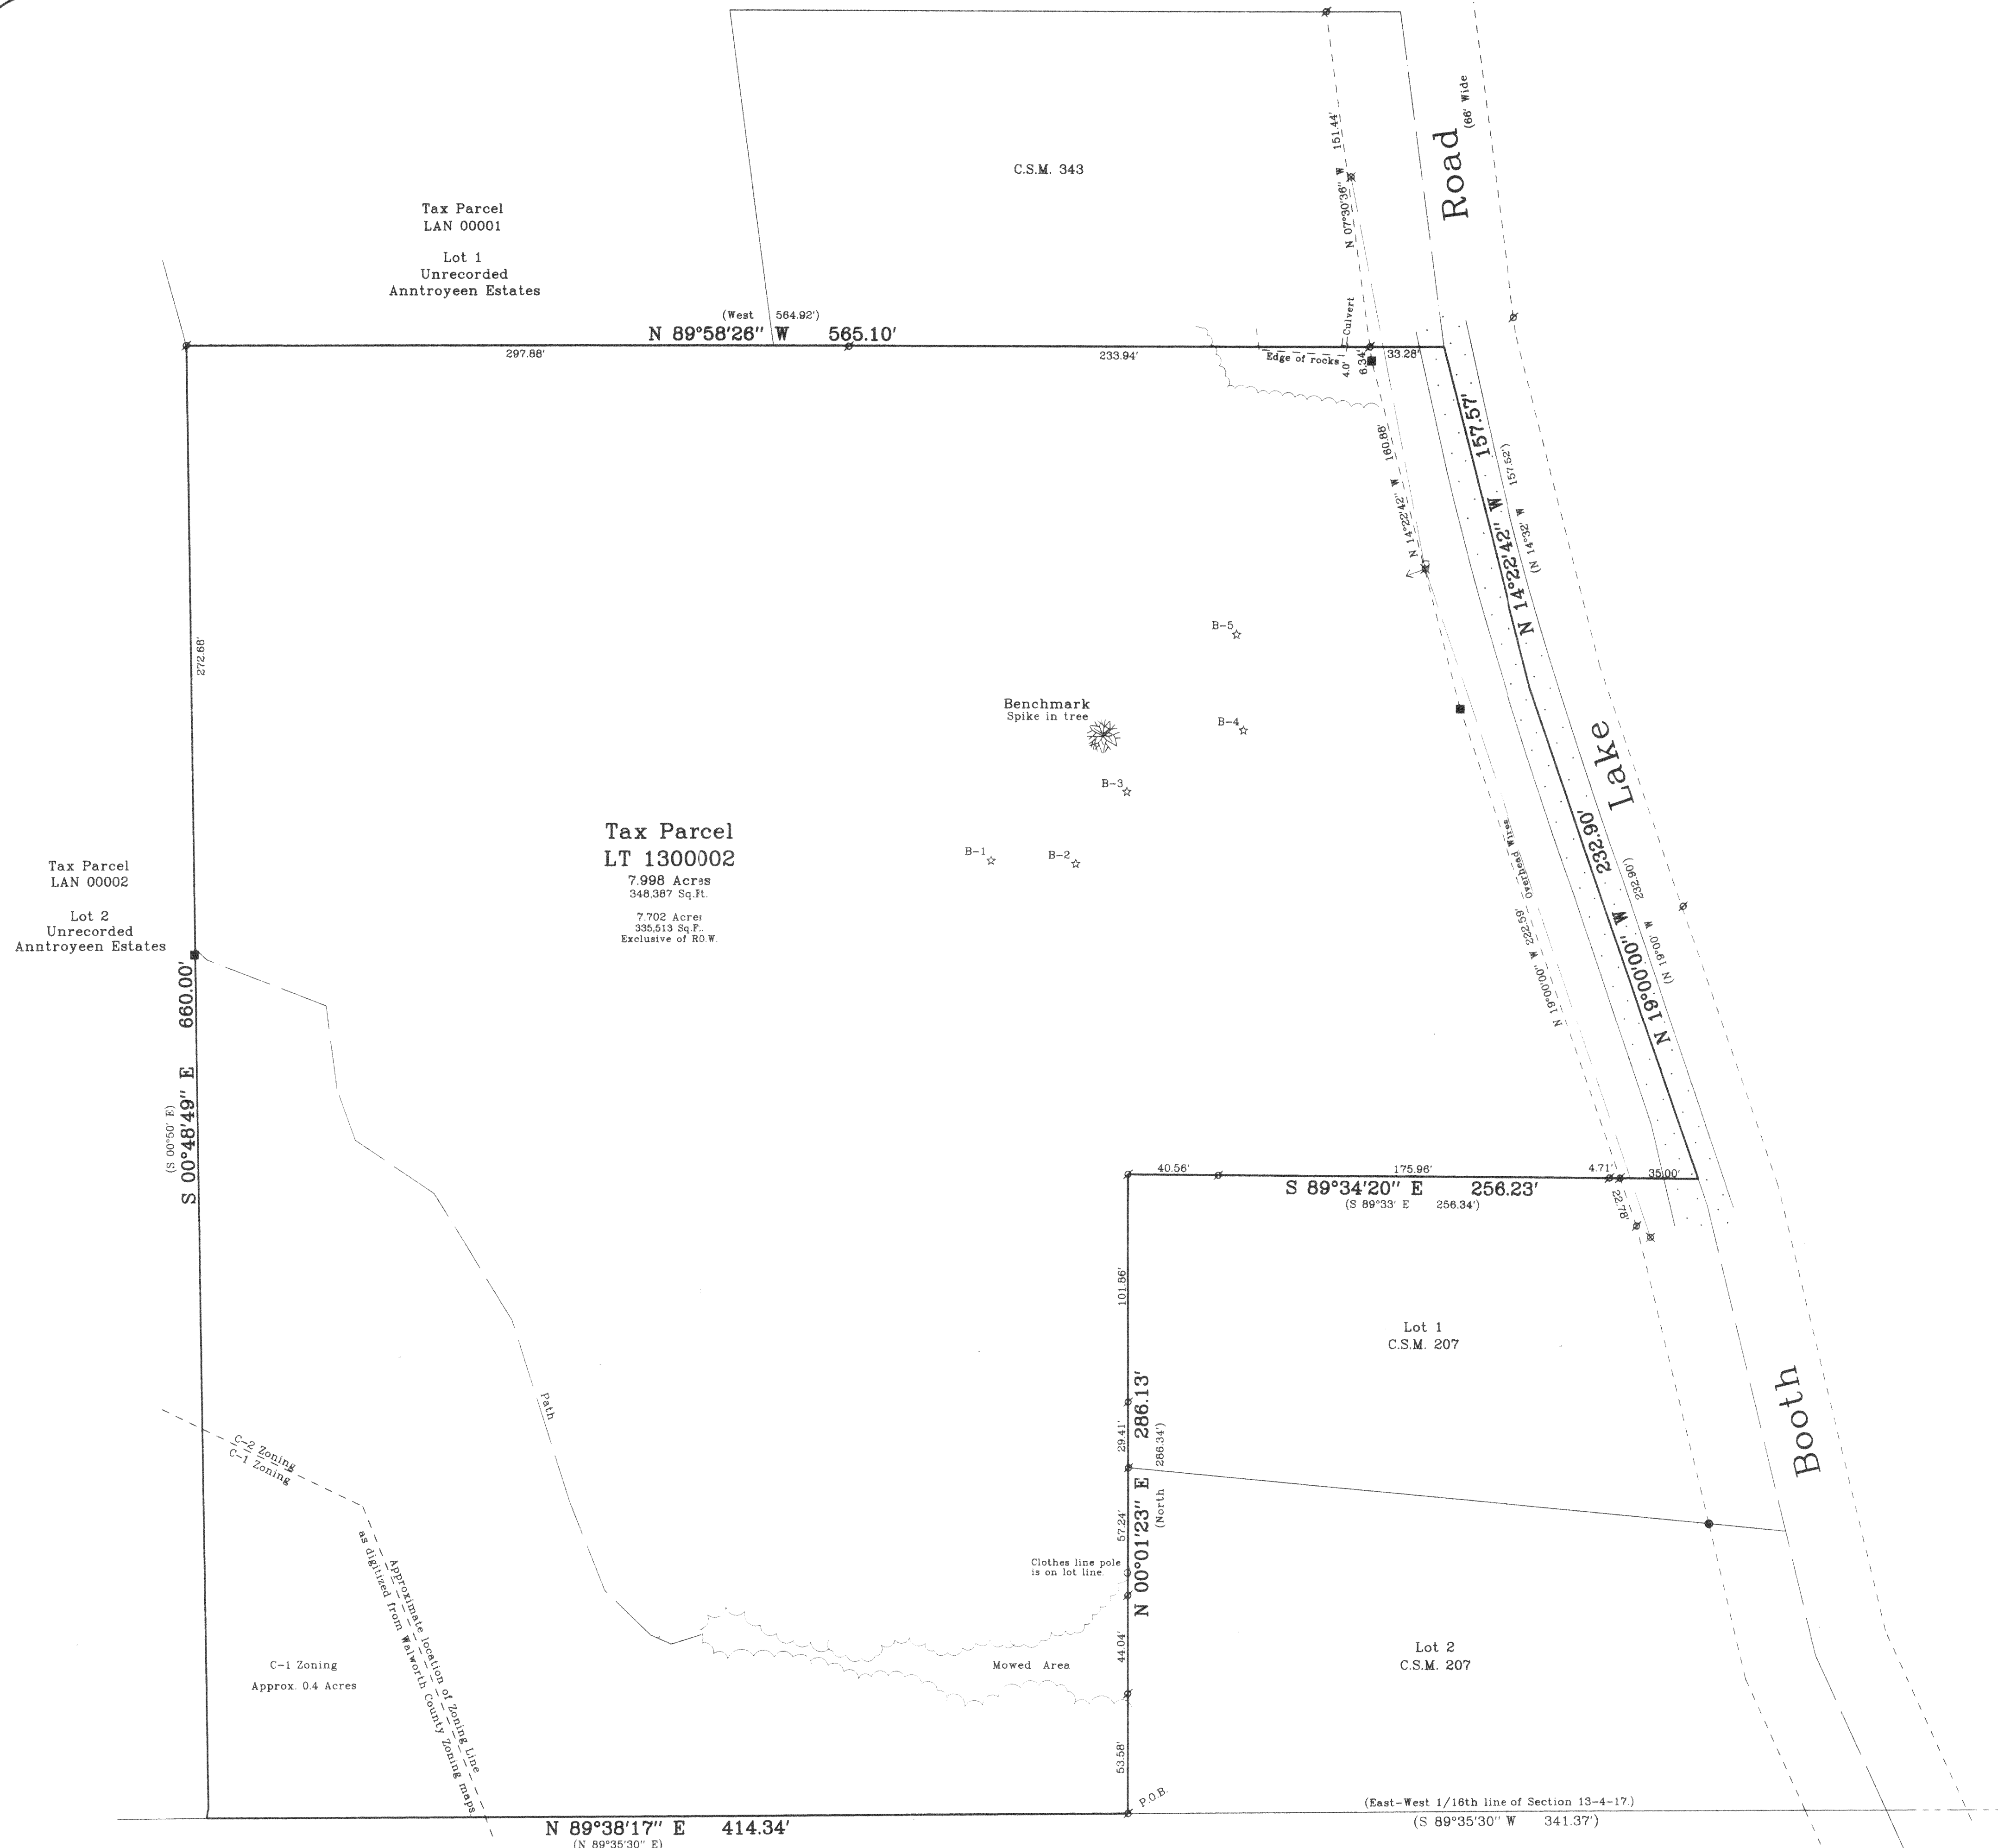 C.S.M. 343
Road
(66' Wide
N 07°30'36" W 151.44'
Tax Parcel
LAN 00001
Lot 1
Unrecorded
Anntroyeen Estates
(West 564.92')
N 89°58'26" W 565.10'
297.88'
233.94'
33.28'
Culvert
Edge of rocks
4.0'
6.34'
N 14°22'42" W 160.88'
N 14°22'42" W 157.57'
(N 14°32' W 157.52')
272.68'
B-5
Benchmark
Spike in tree
B-4
B-3
B-1
B-2
Lake
Tax Parcel
LT 1300002
7.998 Acres
348,387 Sq.Ft.
7.702 Acres
335,513 Sq.F.
Exclusive of R.O.W.
Tax Parcel
LAN 00002
Lot 2
Unrecorded
Anntroyeen Estates
N 19°00'00" W 222.59'
Overhead Wires
N 19°00'00" W 232.90'
(N 19°00' W 232.90')
S 00°48'49" E 660.00'
(S 00°50' E)
40.56'
175.96'
4.71'
35.00'
S 89°34'20" E 256.23'
(S 89°33' E 256.34')
22.78'
101.86'
Lot 1
C.S.M. 207
Booth
Path
C-2 Zoning
C-1 Zoning
29.41'
N 00°01'23" E 286.13'
(North 286.34')
57.24'
Clothes line pole
is on lot line.
Approximate location of Zoning Line
as digitized from Walworth County Zoning maps.
44.04'
Mowed Area
Lot 2
C.S.M. 207
C-1 Zoning
Approx. 0.4 Acres
53.58'
P.O.B.
(East-West 1/16th line of Section 13-4-17.)
(S 89°35'30" W 341.37')
N 89°38'17" E 414.34'
(N 89°35'30" E)